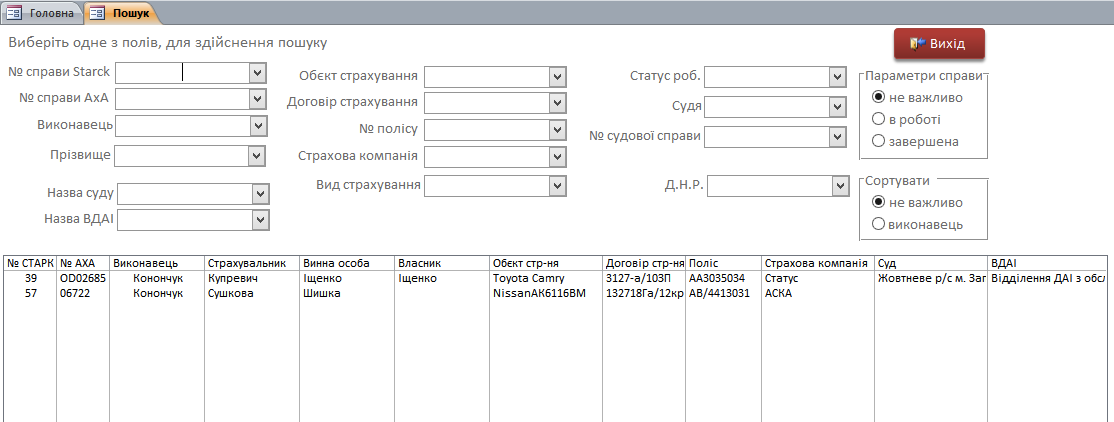 Головна Пошук
Виберіть одне з полів, для здійснення пошуку
Вихід
№ справи Starck
№ справи АхА
Виконавець
Прізвище
Назва суду
Назва ВДАІ
Обєкт страхування
Договір страхування
№ полісу
Страхова компанія
Вид страхування
Статус роб.
Судя
№ судової справи
Д.Н.Р.
Параметри справи
не важливо
в роботі
завершена
Сортувати
не важливо
виконавець
№ СТАРК № АХА Виконавець Страхувальник Винна особа Власник Обєкт стр-ня Договір стр-ня Поліс Страхова компанія Суд ВДАІ
39 OD02685 Конончук Купревич Іщенко Іщенко Toyota Camry 3127-а/103П АА3035034 Статус Жовтневе р/с м. Заг Відділення ДАІ з обсл
57 06722 Конончук Сушкова Шишка NissanAK6116BM 132718Га/12кр АВ/4413031 АСКА